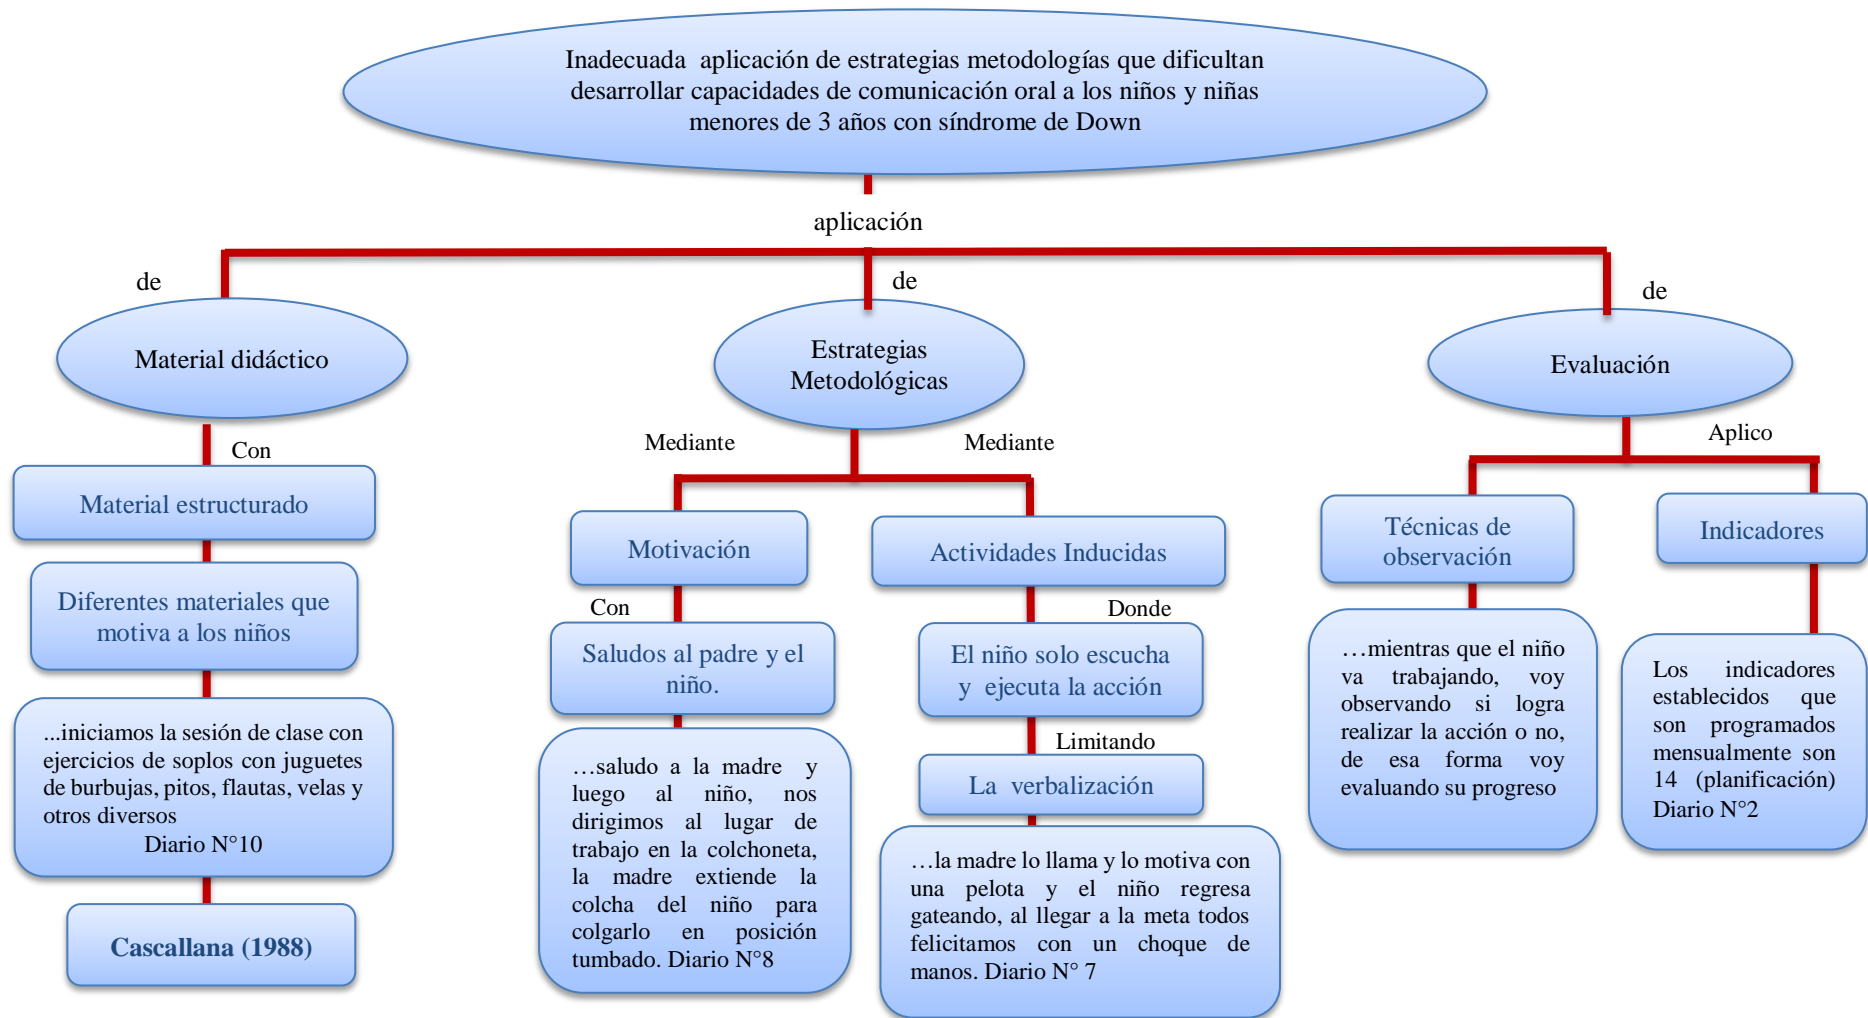 Inadecuada aplicación de estrategias metodologías que dificultan
desarrollar capacidades de comunicación oral a los niños y niñas
menores de 3 años con síndrome de Down
aplicación
de
de
de
Material didáctico
Estrategias
Metodológicas
Evaluación
Con
Mediante
Mediante
Aplico
Material estructurado
Motivación
Actividades Inducidas
Técnicas de
observación
Indicadores
Diferentes materiales que
motiva a los niños
Con
Donde
Saludos al padre y el
niño.
El niño solo escucha
y ejecuta la acción
Limitando
La verbalización
...iniciamos la sesión de clase con
ejercicios de soplos con juguetes
de burbujas, pitos, flautas, velas y
otros diversos
Diario N°10
Cascallana (1988)
…saludo a la madre y
luego al niño, nos
dirigimos al lugar de
trabajo en la colchoneta,
la madre extiende la
colcha del niño para
colgarlo en posición
tumbado. Diario N°8
…la madre lo llama y lo motiva con
una pelota y el niño regresa
gateando, al llegar a la meta todos
felicitamos con un choque de
manos. Diario N° 7
…mientras que el niño
va trabajando, voy
observando si logra
realizar la acción o no,
de esa forma voy
evaluando su progreso
Los indicadores
establecidos que
son programados
mensualmente son
14 (planificación)
Diario N°2